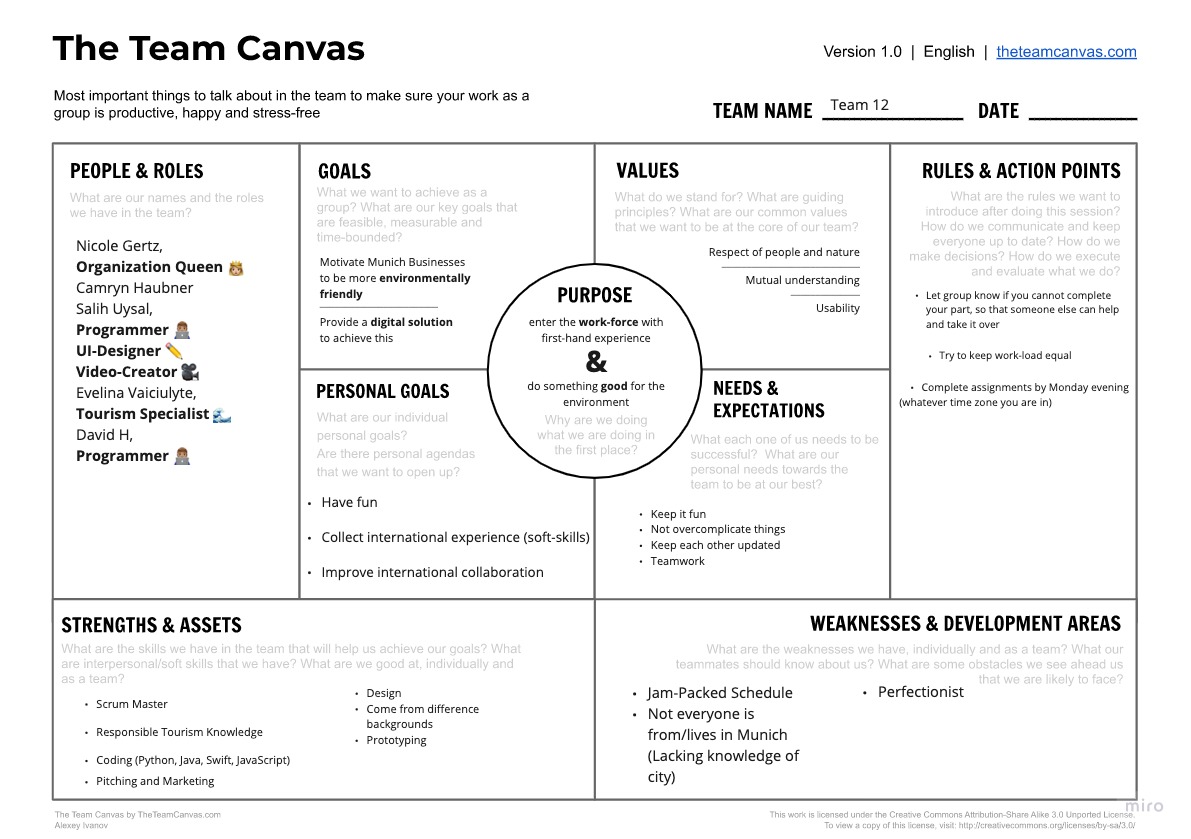 The Team Canvas
Version 1.0 | English | theteamcanvas.com
Most important things to talk about in the team to make sure your work as a
group is productive, happy and stress-free
TEAM NAME Team 12 DATE
PEOPLE & ROLES
What are our names and the roles
we have in the team?
Nicole Gertz,
Organization Queen 👸🏼
Camryn Haubner
Salih Uysal,
Programmer 👨🏽‍💻
UI-Designer ✏️
Video-Creator 🎥
Evelina Vaiciulyte,
Tourism Specialist 🌊
David H,
Programmer 👨🏽‍💻
GOALS
What we want to achieve as a
group? What are our key goals that
are feasible, measurable and
time-bounded?
Motivate Munich Businesses
to be more environmentally
friendly
Provide a digital solution
to achieve this
PERSONAL GOALS
What are our individual
personal goals?
Are there personal agendas
that we want to open up?
• Have fun
• Collect international experience (soft-skills)
• Improve international collaboration
PURPOSE
enter the work-force with
first-hand experience
&
do something good for the
environment
Why are we doing
what we are doing in
the first place?
VALUES
What do we stand for? What are guiding
principles? What are our common values
that we want to be at the core of our team?
Respect of people and nature
Mutual understanding
Usability
NEEDS &
EXPECTATIONS
What each one of us needs to be
successful? What are our
personal needs towards the
team to be at our best?
• Keep it fun
• Not overcomplicate things
• Keep each other updated
• Teamwork
RULES & ACTION POINTS
What are the rules we want to
introduce after doing this session?
How do we communicate and keep
everyone up to date? How do we
make decisions? How do we execute
and evaluate what we do?
• Let group know if you cannot complete
your part, so that someone else can help
and take it over
• Try to keep work-load equal
• Complete assignments by Monday evening
(whatever time zone you are in)
STRENGTHS & ASSETS
What are the skills we have in the team that will help us achieve our goals? What
are interpersonal/soft skills that we have? What are we good at, individually and
as a team?
• Scrum Master
• Responsible Tourism Knowledge
• Coding (Python, Java, Swift, JavaScript)
• Pitching and Marketing
• Design
• Come from difference
backgrounds
• Prototyping
WEAKNESSES & DEVELOPMENT AREAS
What are the weaknesses we have, individually and as a team? What our
teammates should know about us? What are some obstacles we see ahead us
that we are likely to face?
• Jam-Packed Schedule
• Not everyone is
from/lives in Munich
(Lacking knowledge of
city)
• Perfectionist
The Team Canvas by TheTeamCanvas.com
Alexey Ivanov
This work is licensed under the Creative Commons Attribution-Share Alike 3.0 Unported License.
To view a copy of this license, visit: http://creativecommons.org/licenses/by-sa/3.0/
miro